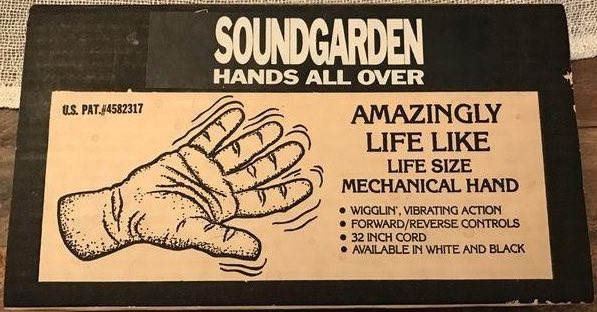 SOUNDGARDEN
HANDS ALL OVER
U.S. PAT.#4582317
AMAZINGLY
LIFE LIKE
LIFE SIZE
MECHANICAL HAND
• WIGGLIN', VIBRATING ACTION
• FORWARD/REVERSE CONTROLS
• 32 INCH CORD
• AVAILABLE IN WHITE AND BLACK